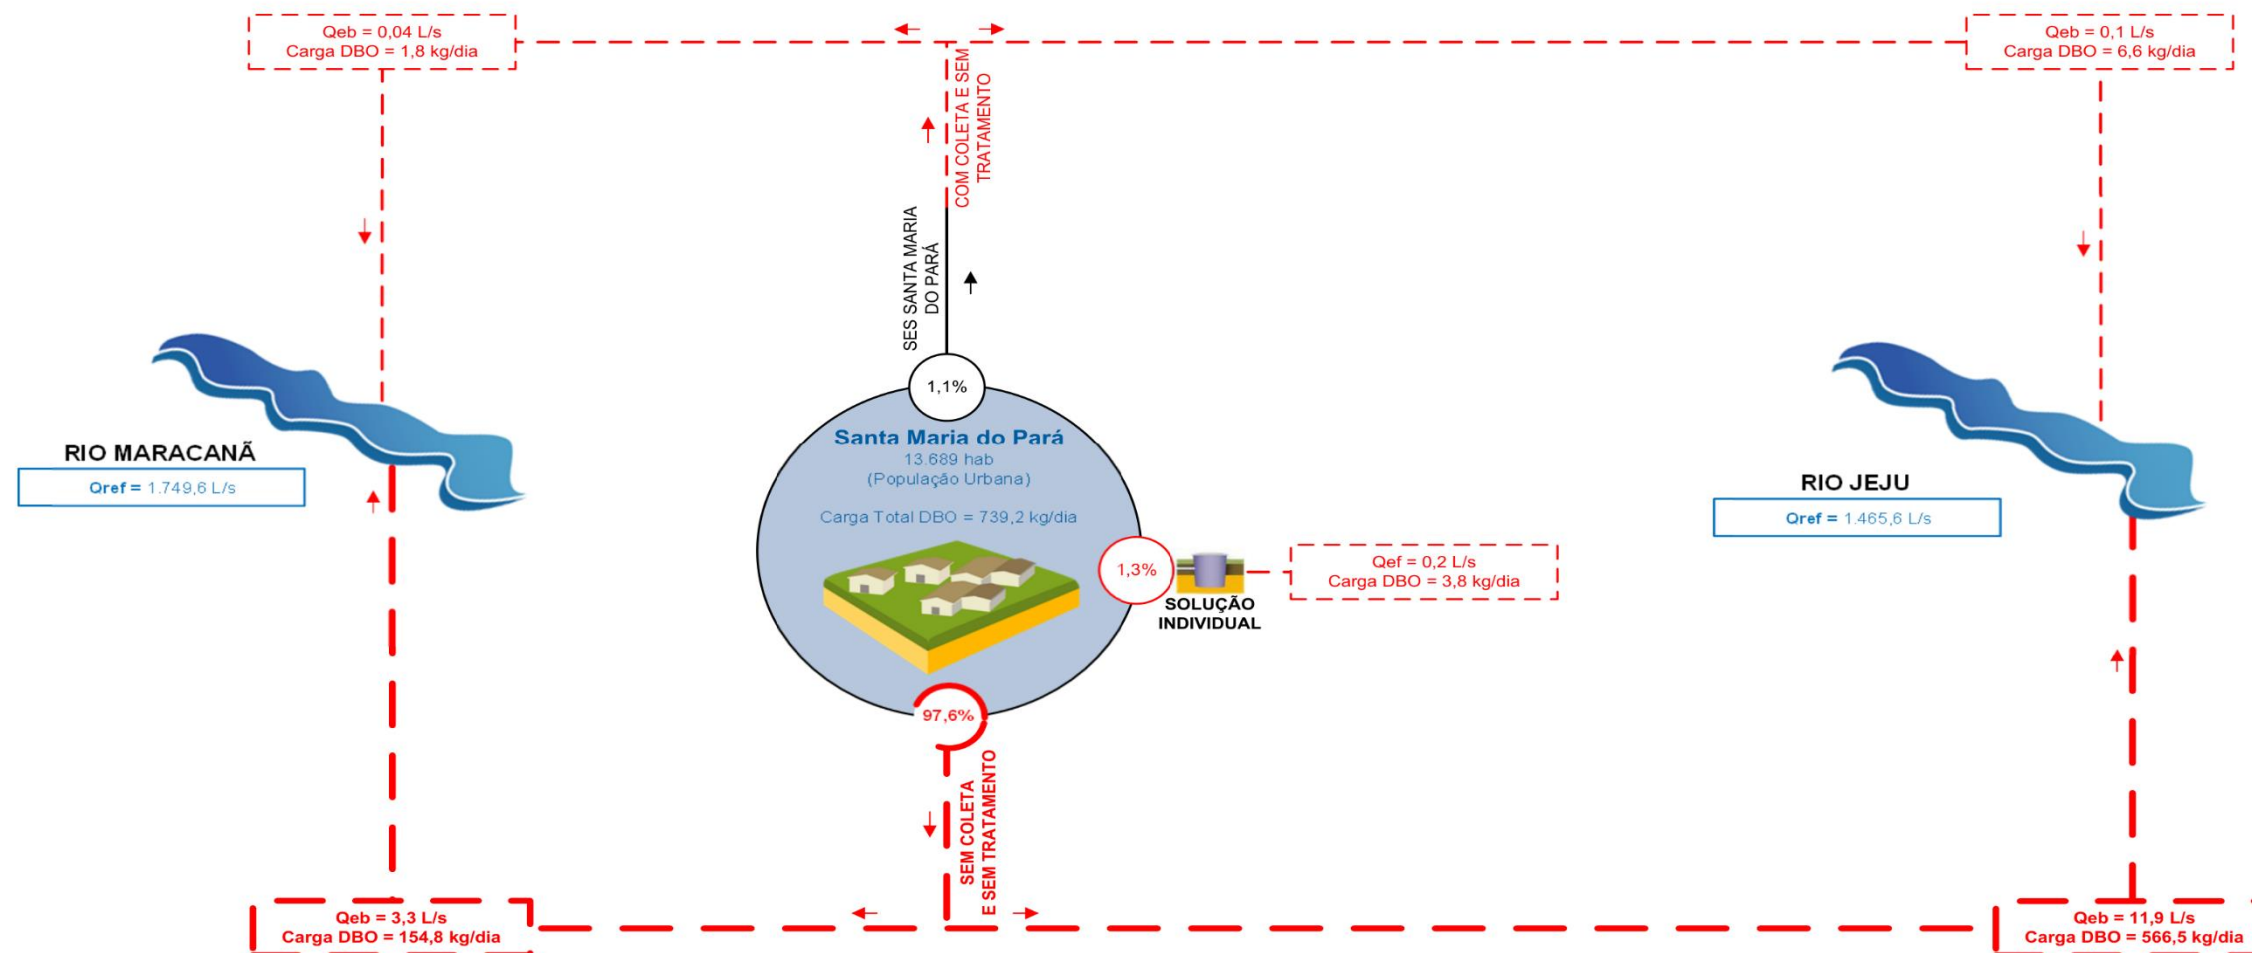 Qeb = 0,04 L/s
Carga DBO = 1,8 kg/dia
Qeb = 0,1 L/s
Carga DBO = 6,6 kg/dia
COM COLETA E SEM
TRATAMENTO
SES SANTA MARIA
DO PARÁ
1,1%
RIO MARACANÃ
Qref = 1.749,6 L/s
Santa Maria do Pará
13.689 hab
(População Urbana)
Carga Total DBO = 739,2 kg/dia
RIO JEJU
Qref = 1.465,6 L/s
1,3%
SOLUÇÃO
INDIVIDUAL
Qef = 0,2 L/s
Carga DBO = 3,8 kg/dia
97,6%
SEM COLETA
E SEM TRATAMENTO
Qeb = 3,3 L/s
Carga DBO = 154,8 kg/dia
Qeb = 11,9 L/s
Carga DBO = 566,5 kg/dia